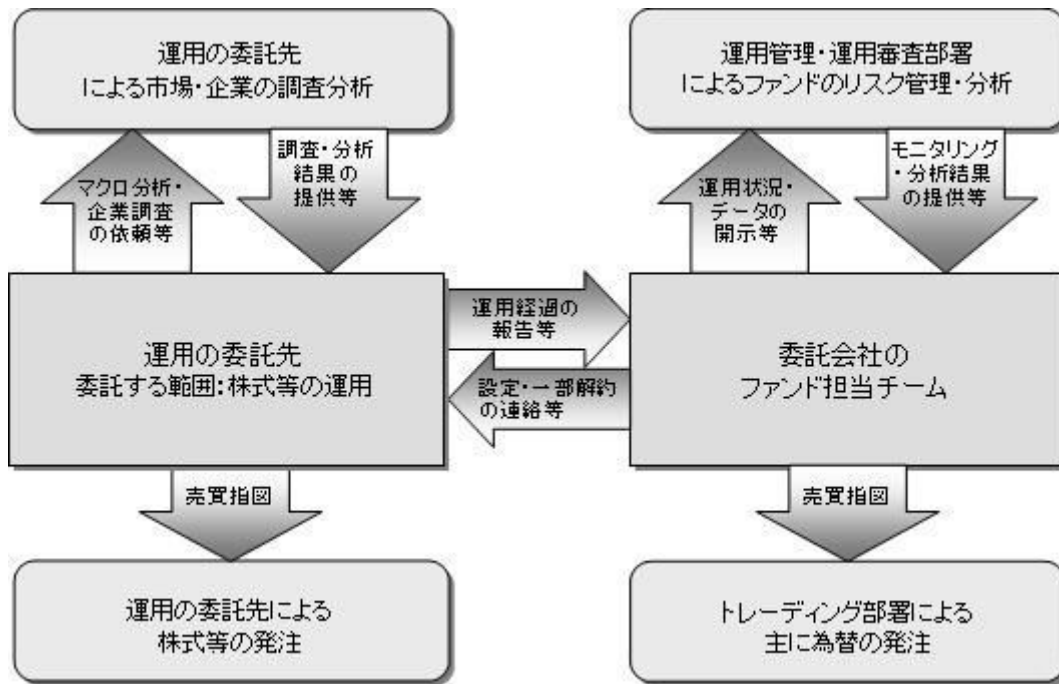 運用の委託先
による市場・企業の調査分析
運用管理・運用審査部署
によるファンドのリスク管理・分析
マクロ分析・
企業調査
の依頼等
調査・分析
結果の
提供等
運用状況・
データの
開示等
モニタリング
・分析結果
の提供等
運用の委託先
委託する範囲:株式等の運用
運用経過の
報告等
設定・一部解約
の連絡等
委託会社の
ファンド担当チーム
売買指図
売買指図
運用の委託先による
株式等の発注
トレーディング部署による
主に為替の発注